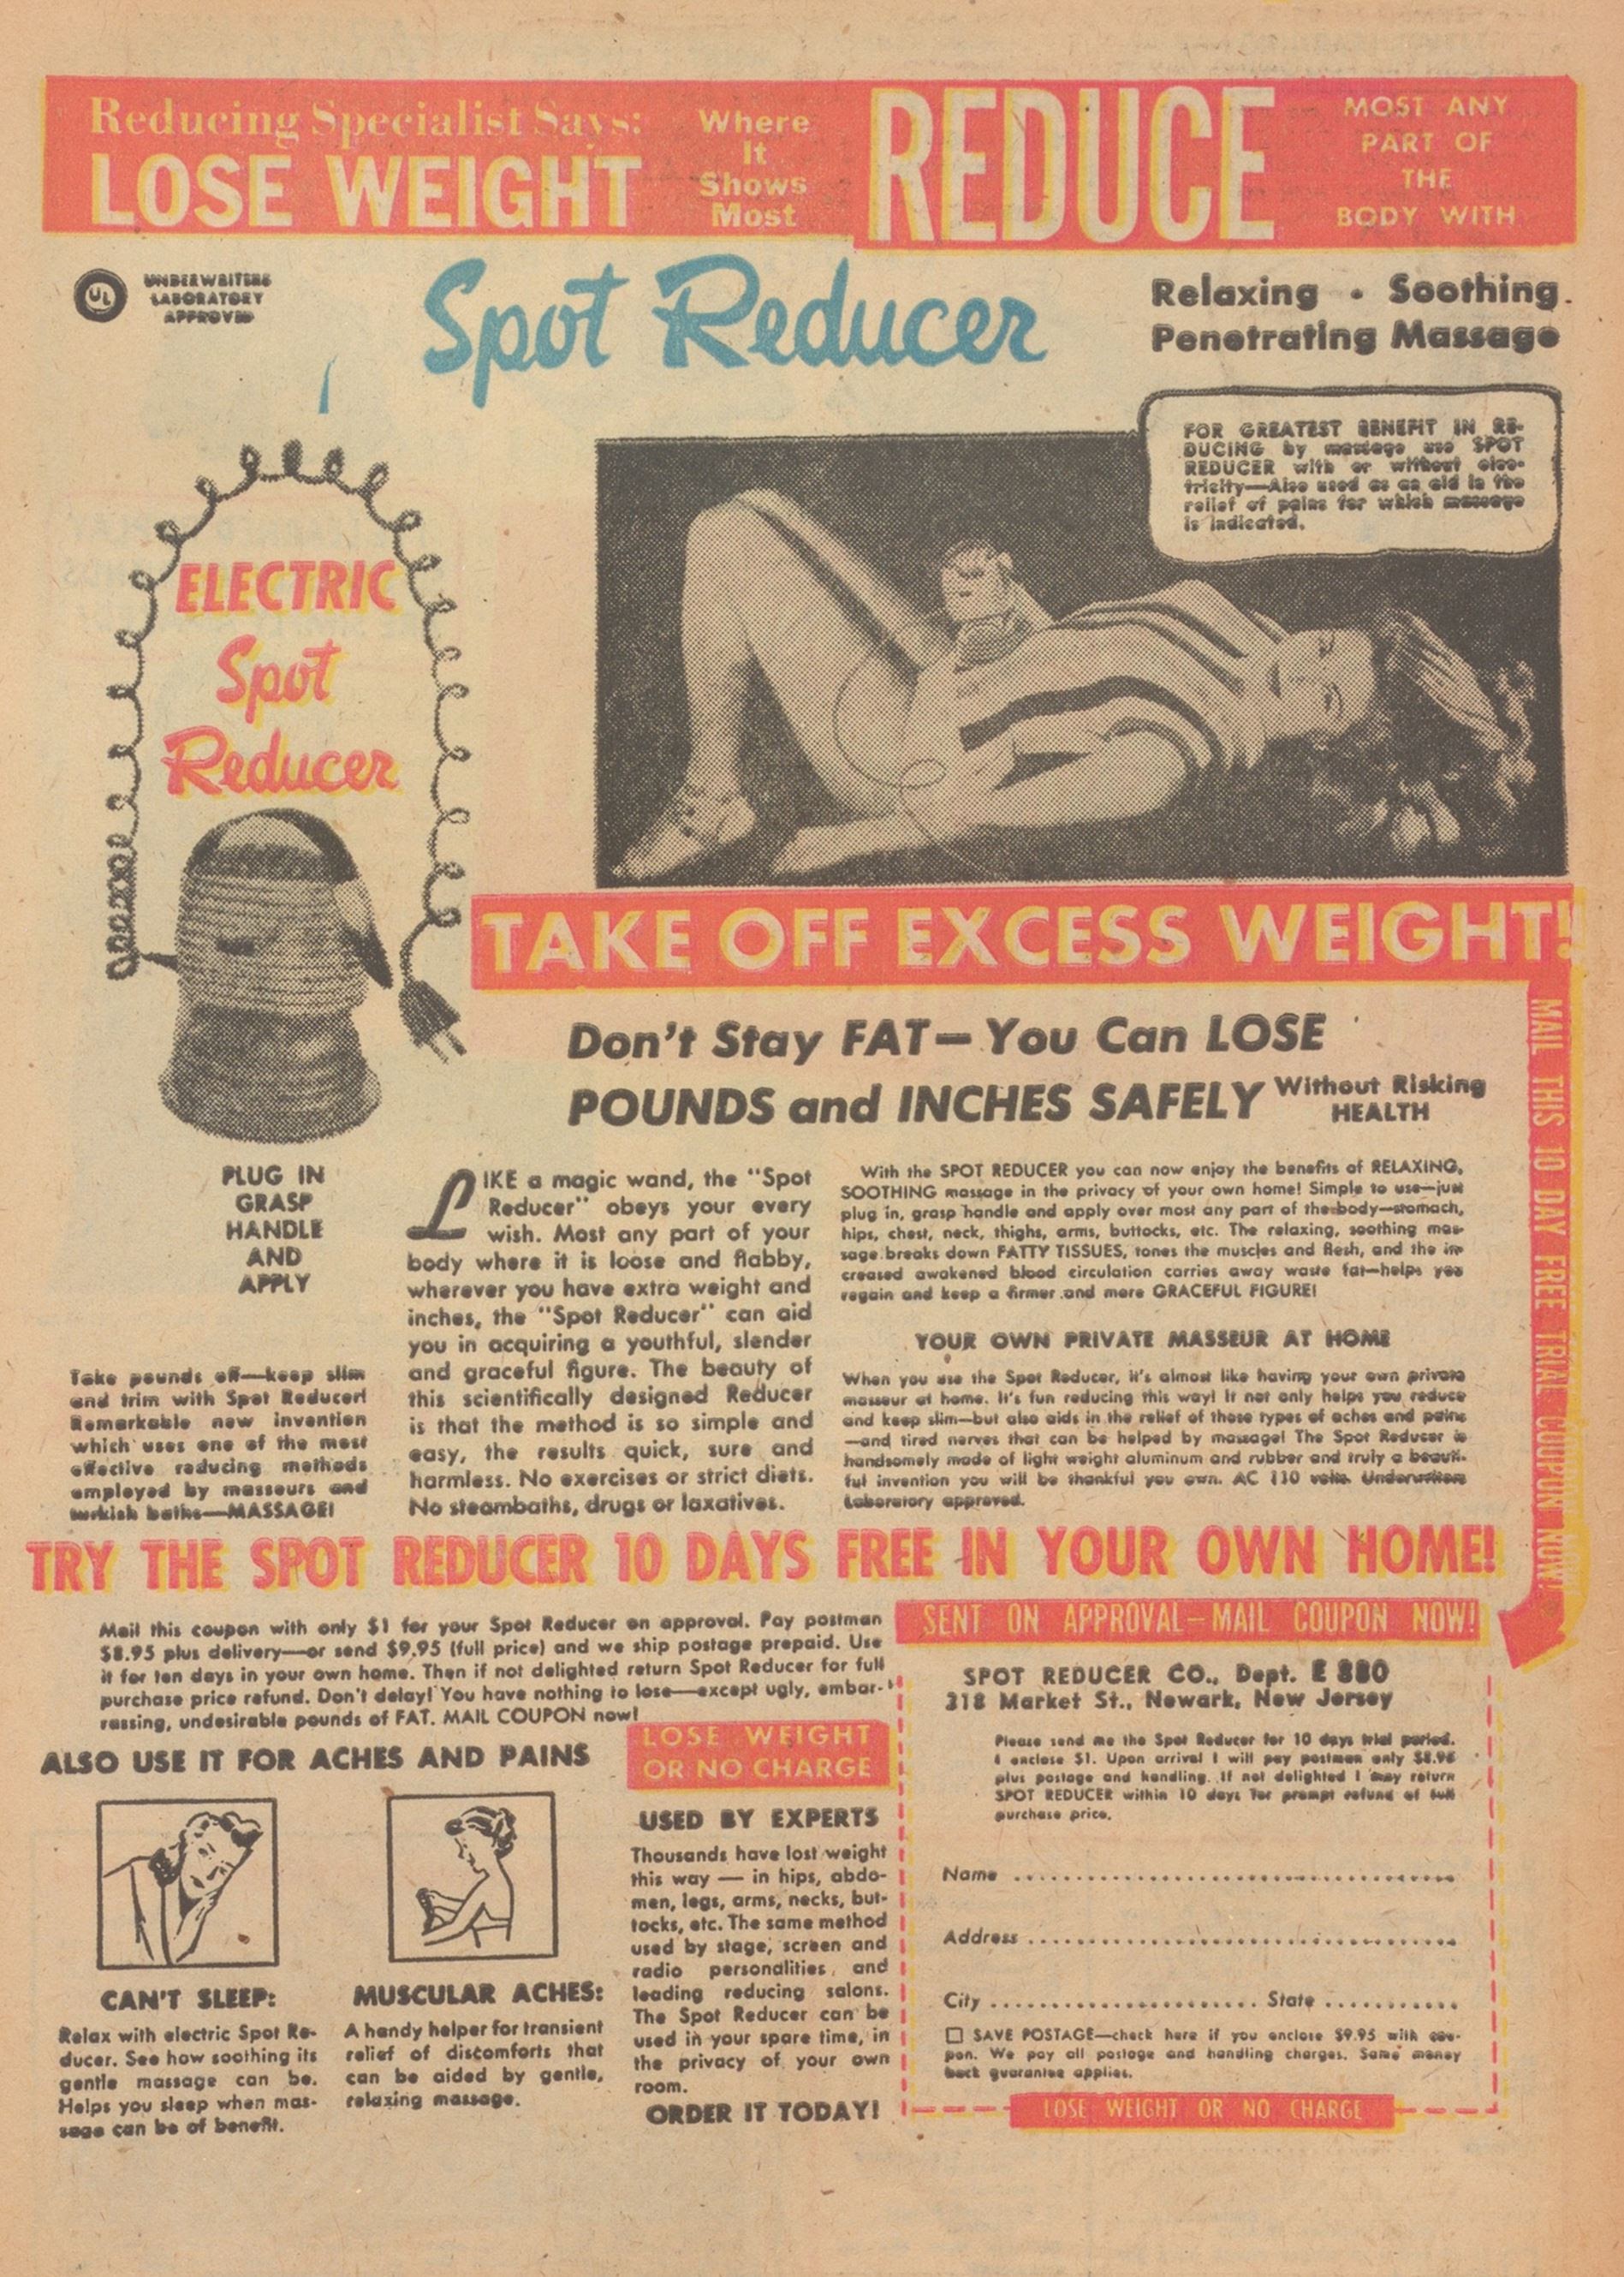 Reducing Specialist Says:
LOSE WEIGHT
Where
It
Shows
Most
REDUCE
MOST ANY
PART OF
THE
BODY WITH
UL
UNDERWRITERS
LABORATORY
APPROVED
Spot Reducer
Relaxing • Soothing
Penetrating Massage
FOR GREATEST BENEFIT IN RE-
DUCING by massage use SPOT
REDUCER with or without elec-
tricity—Also used as an aid in the
relief of pains for which massage
is indicated.
ELECTRIC
Spot
Reducer
TAKE OFF EXCESS WEIGHT!
Don't Stay FAT—You Can LOSE
POUNDS and INCHES SAFELY Without Risking
HEALTH
MAIL THIS 10 DAY FREE TRIAL COUPON NOW!
PLUG IN
GRASP
HANDLE
AND
APPLY
Take pounds off—keep slim
and trim with Spot Reducer!
Remarkable new invention
which uses one of the most
effective reducing methods
employed by masseurs and
turkish baths—MASSAGE!
LIKE a magic wand, the "Spot
Reducer" obeys your every
wish. Most any part of your
body where it is loose and flabby,
wherever you have extra weight and
inches, the "Spot Reducer" can aid
you in acquiring a youthful, slender
and graceful figure. The beauty of
this scientifically designed Reducer
is that the method is so simple and
easy, the results quick, sure and
harmless. No exercises or strict diets.
No steambaths, drugs or laxatives.
With the SPOT REDUCER you can now enjoy the benefits of RELAXING,
SOOTHING massage in the privacy of your own home! Simple to use—just
plug in, grasp handle and apply over most any part of the body—stomach,
hips, chest, neck, thighs, arms, buttocks, etc. The relaxing, soothing mas-
sage breaks down FATTY TISSUES, tones the muscles and flesh, and the in-
creased awakened blood circulation carries away waste fat—helps you
regain and keep a firmer and more GRACEFUL FIGURE!
YOUR OWN PRIVATE MASSEUR AT HOME
When you use the Spot Reducer, it's almost like having your own private
masseur at home. It's fun reducing this way! It not only helps you reduce
and keep slim—but also aids in the relief of those types of aches and pains
—and tired nerves that can be helped by massage! The Spot Reducer is
handsomely made of light weight aluminum and rubber and truly a beauti-
ful invention you will be thankful you own. AC 110 volts. Underwriters
Laboratory approved.
TRY THE SPOT REDUCER 10 DAYS FREE IN YOUR OWN HOME!
Mail this coupon with only $1 for your Spot Reducer on approval. Pay postman
$8.95 plus delivery—or send $9.95 (full price) and we ship postage prepaid. Use
it for ten days in your own home. Then if not delighted return Spot Reducer for full
purchase price refund. Don't delay! You have nothing to lose—except ugly, embar-
rassing, undesirable pounds of FAT. MAIL COUPON now!
ALSO USE IT FOR ACHES AND PAINS
CAN'T SLEEP:
Relax with electric Spot Re-
ducer. See how soothing its
gentle massage can be.
Helps you sleep when mas-
sage can be of benefit.
MUSCULAR ACHES:
A handy helper for transient
relief of discomforts that
can be aided by gentle,
relaxing massage.
LOSE WEIGHT
OR NO CHARGE
USED BY EXPERTS
Thousands have lost weight
this way — in hips, abdo-
men, legs, arms, necks, but-
tocks, etc. The same method
used by stage, screen and
radio personalities and
leading reducing salons.
The Spot Reducer can be
used in your spare time, in
the privacy of your own
room.
ORDER IT TODAY!
SENT ON APPROVAL—MAIL COUPON NOW!
SPOT REDUCER CO., Dept. E 880
318 Market St., Newark, New Jersey
Please send me the Spot Reducer for 10 days trial period.
I enclose $1. Upon arrival I will pay postman only $8.95
plus postage and handling. If not delighted I may return
SPOT REDUCER within 10 days for prompt refund of full
purchase price.
Name
Address
City State
☐ SAVE POSTAGE—check here if you enclose $9.95 with cou-
pon. We pay all postage and handling charges. Same money
back guarantee applies.
LOSE WEIGHT OR NO CHARGE